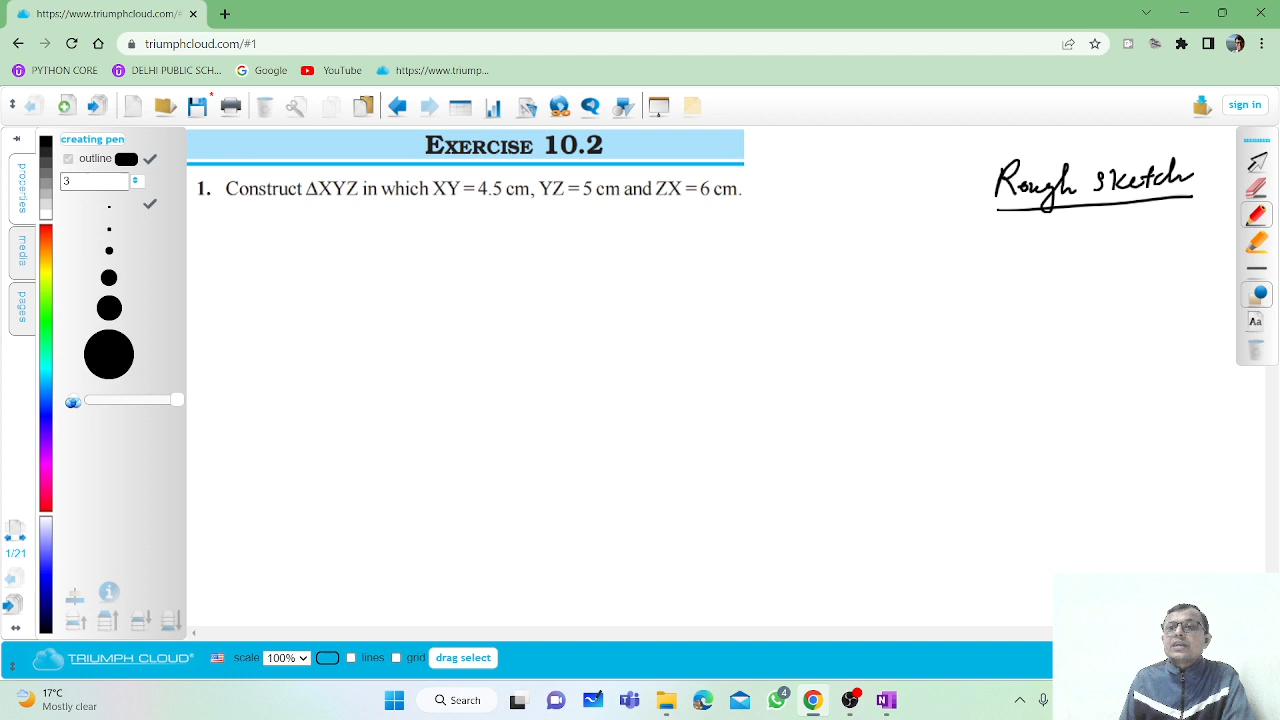 https://www.triumphcloud.com/#1
triumphcloud.com/#1
PYTHON CORE
DELHI PUBLIC SCH...
Google
YouTube
https://www.triump...
sign in
creating pen
outline
3
properties
media
pages
1/21
EXERCISE 10.2
1. Construct ΔXYZ in which XY = 4.5 cm, YZ = 5 cm and ZX = 6 cm.
Rough sketch
Aa
TRIUMPH CLOUD®
scale
100%
lines
grid
drag select
17°C
Mostly clear
Search
4